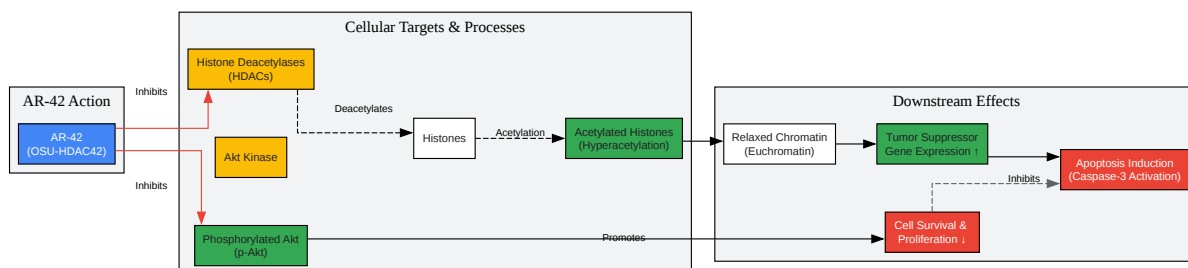 Cellular Targets & Processes
Histone Deacetylases
(HDACs)
Inhibits
AR-42 Action
AR-42
(OSU-HDAC42)
Deacetylates
Histones
Acetylation
Acetylated Histones
(Hyperacetylation)
Akt Kinase
Inhibits
Phosphorylated Akt
(p-Akt)
Promotes
Downstream Effects
Relaxed Chromatin
(Euchromatin)
Tumor Suppressor
Gene Expression ↑
Apoptosis Induction
(Caspase-3 Activation)
Inhibits
Cell Survival &
Proliferation ↓